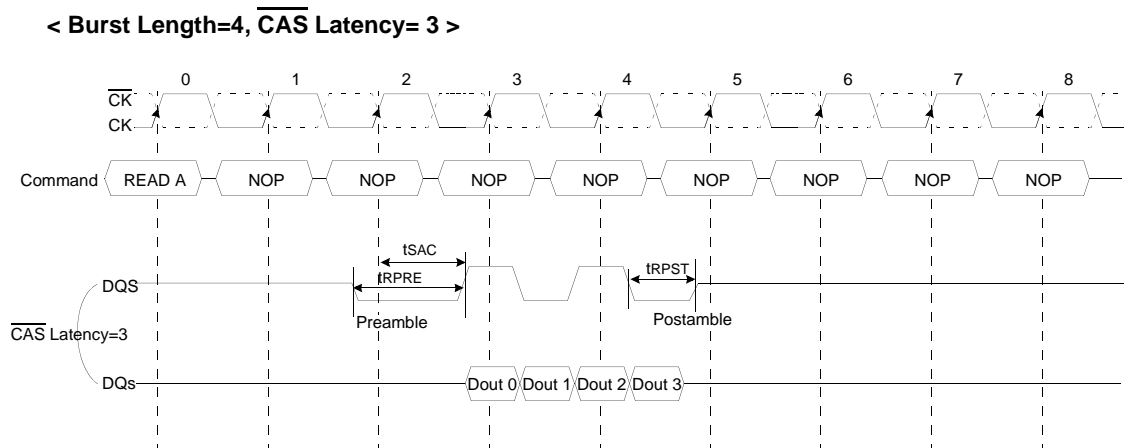 < Burst Length=4, CAS Latency= 3 >
0 1 2 3 4 5 6 7 8
CK
CK
Command READ A NOP NOP NOP NOP NOP NOP NOP NOP
tSAC
tRPRE
tRPST
DQS
Preamble
Postamble
CAS Latency=3
DQs
Dout 0 Dout 1 Dout 2 Dout 3